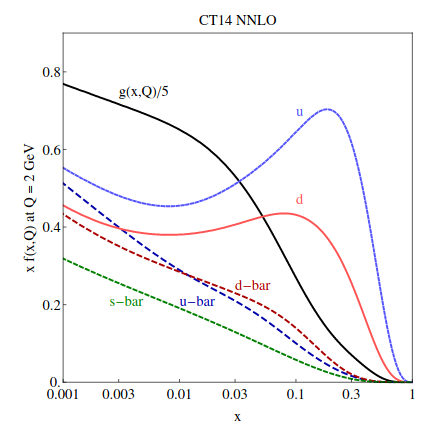 CT14 NNLO
x f(x,Q) at Q = 2 GeV
0.8
0.6
0.4
0.2
0.
g(x,Q)/5
u
d
d-bar
s-bar
u-bar
0.001
0.003
0.01
0.03
0.1
0.3
1
x